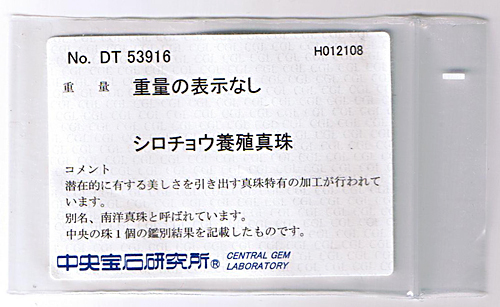 No. DT 53916 H012108
重 量 重量の表示なし
シロチョウ養殖真珠
コメント
潜在的に有する美しさを引き出す真珠特有の加工が行われて
います。
別名、南洋真珠と呼ばれています。
中央の珠1個の鑑別結果を記載したものです。
中央宝石研究所® CENTRAL GEM
LABORATORY